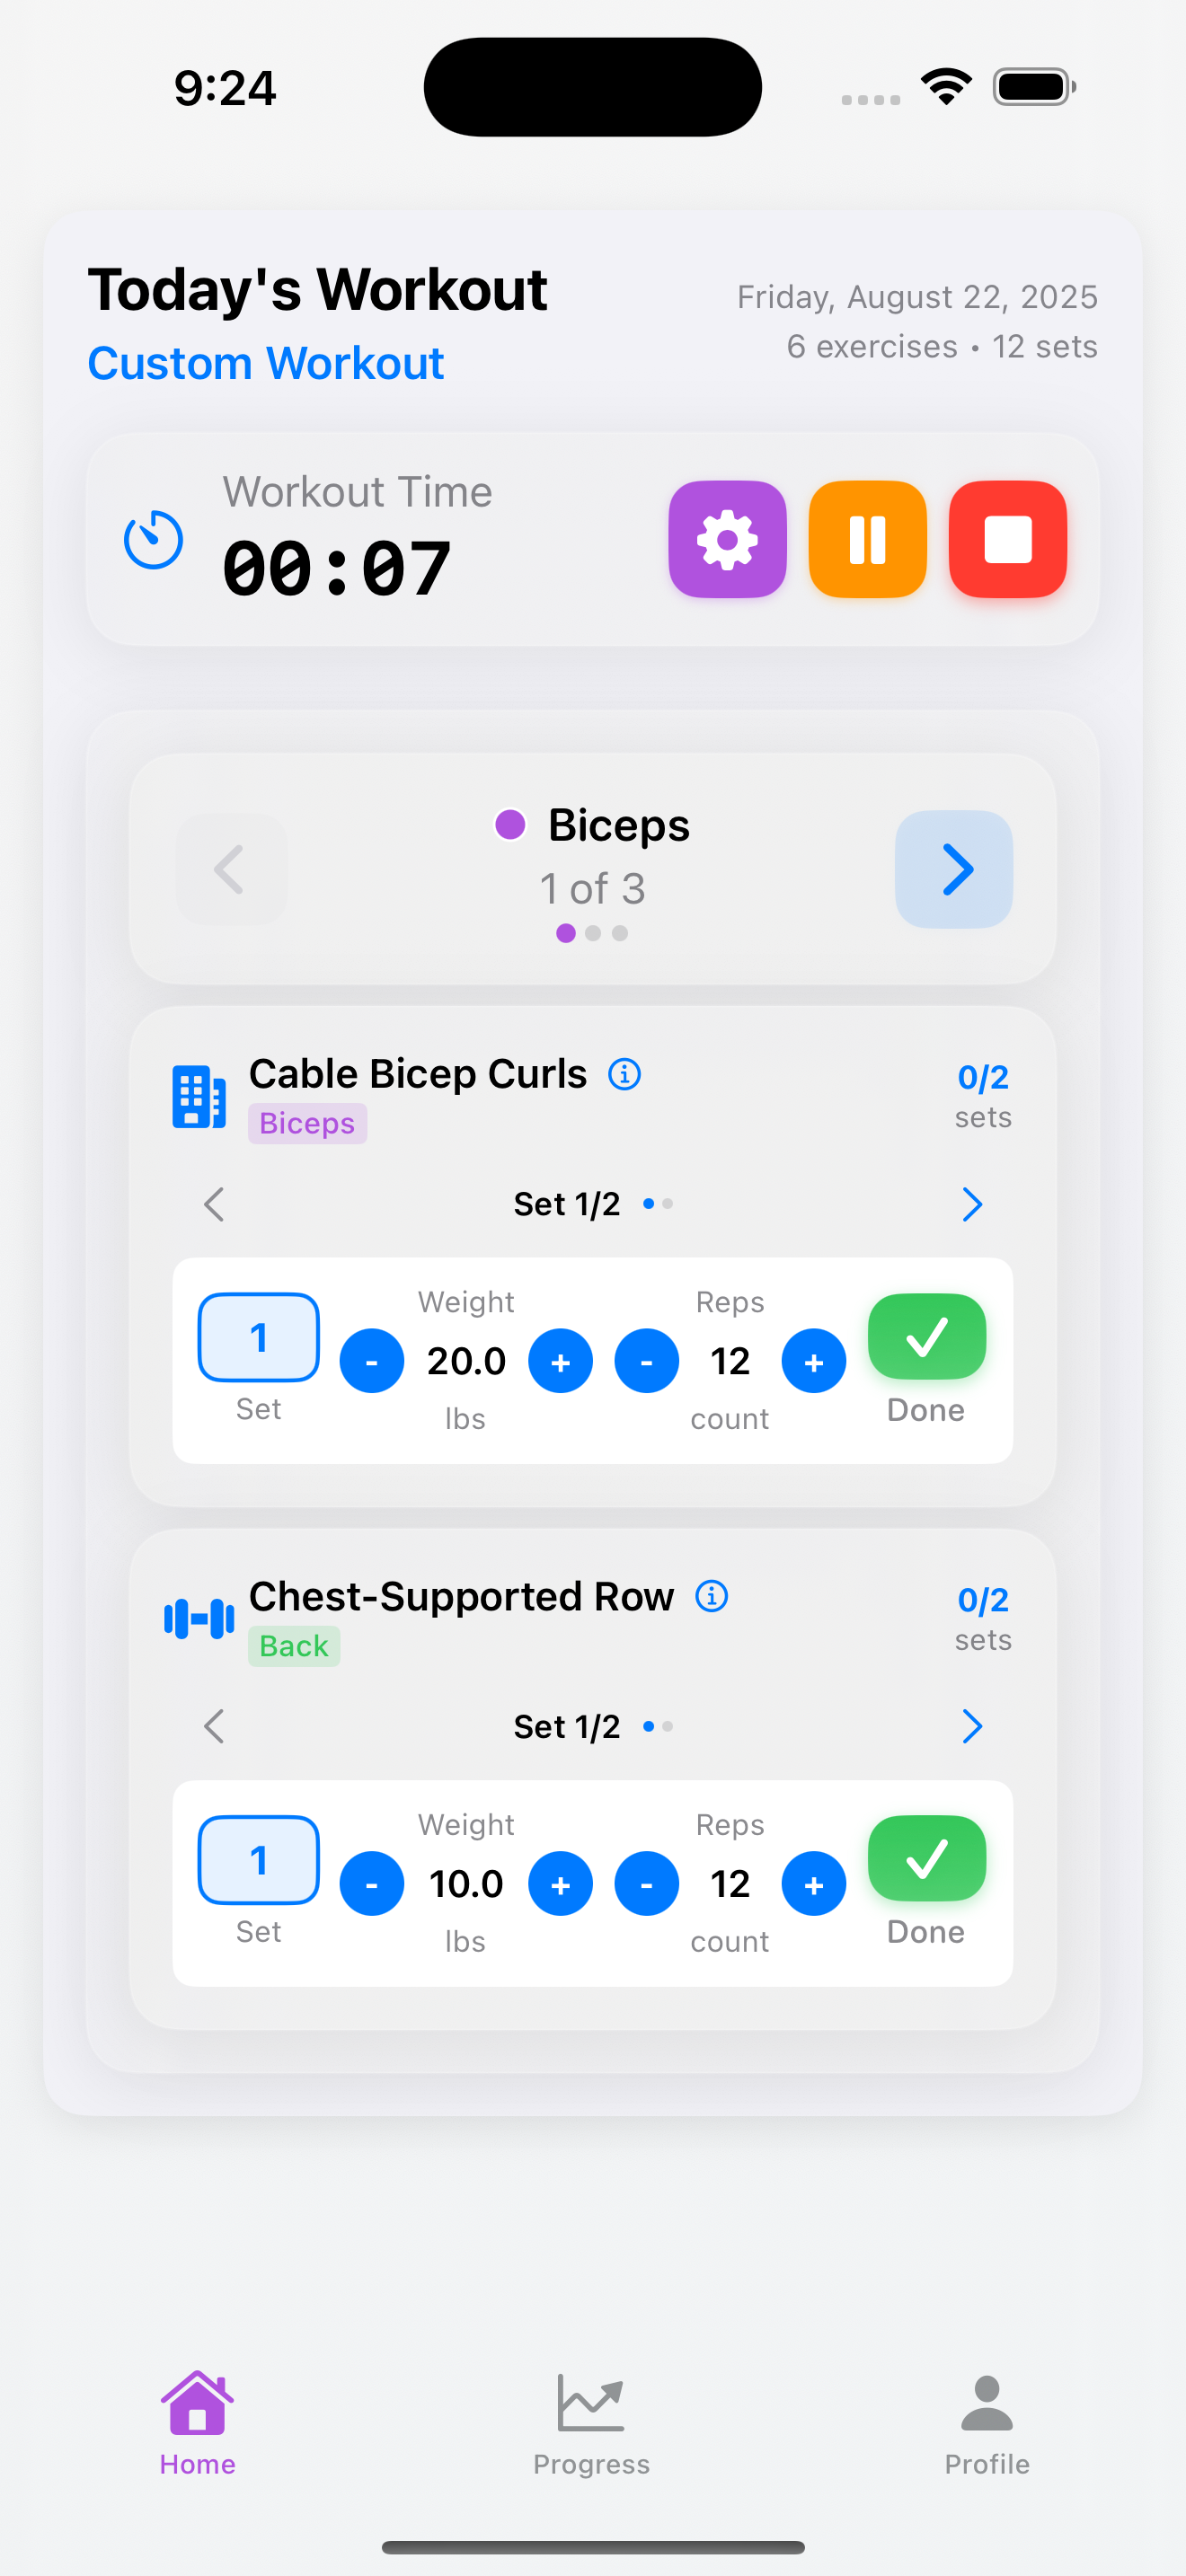 9:24
Today's Workout
Custom Workout
Friday, August 22, 2025
6 exercises • 12 sets
Workout Time
00:07
Biceps
1 of 3
Cable Bicep Curls
Biceps
0/2
sets
Set 1/2
1
Set
Weight
- 20.0 +
lbs
Reps
- 12 +
count
Done
Chest-Supported Row
Back
0/2
sets
Set 1/2
1
Set
Weight
- 10.0 +
lbs
Reps
- 12 +
count
Done
Home
Progress
Profile